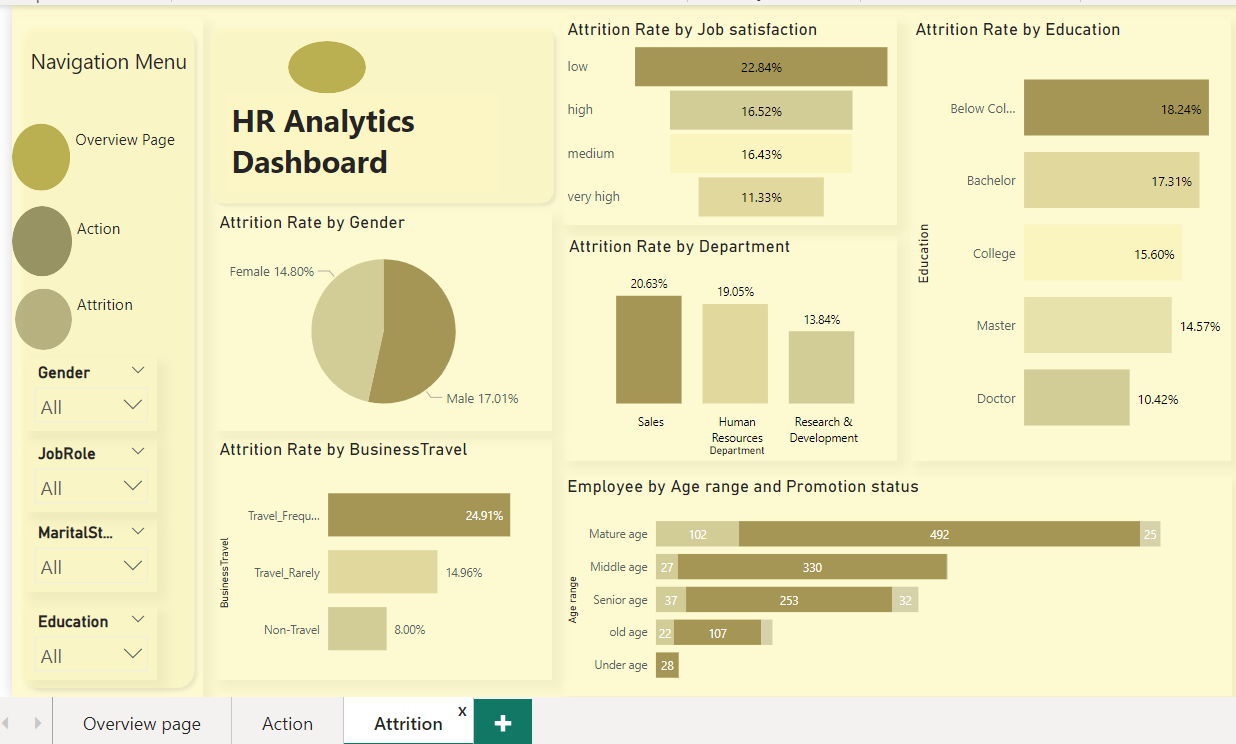 Navigation Menu
Overview Page
Action
Attrition
Gender
All
JobRole
All
MaritalSt...
All
Education
All
HR Analytics
Dashboard
Attrition Rate by Gender
Female 14.80%
Male 17.01%
Attrition Rate by BusinessTravel
BusinessTravel
Travel_Frequ...
24.91%
Travel_Rarely
14.96%
Non-Travel
8.00%
Attrition Rate by Job satisfaction
low
22.84%
high
16.52%
medium
16.43%
very high
11.33%
Attrition Rate by Department
20.63%
19.05%
13.84%
Sales
Human
Resources
Research &
Development
Department
Attrition Rate by Education
Education
Below Col...
18.24%
Bachelor
17.31%
College
15.60%
Master
14.57%
Doctor
10.42%
Employee by Age range and Promotion status
Age range
Mature age
102
492
25
Middle age
27
330
Senior age
37
253
32
old age
22
107
Under age
28
Overview page
Action
Attrition
x